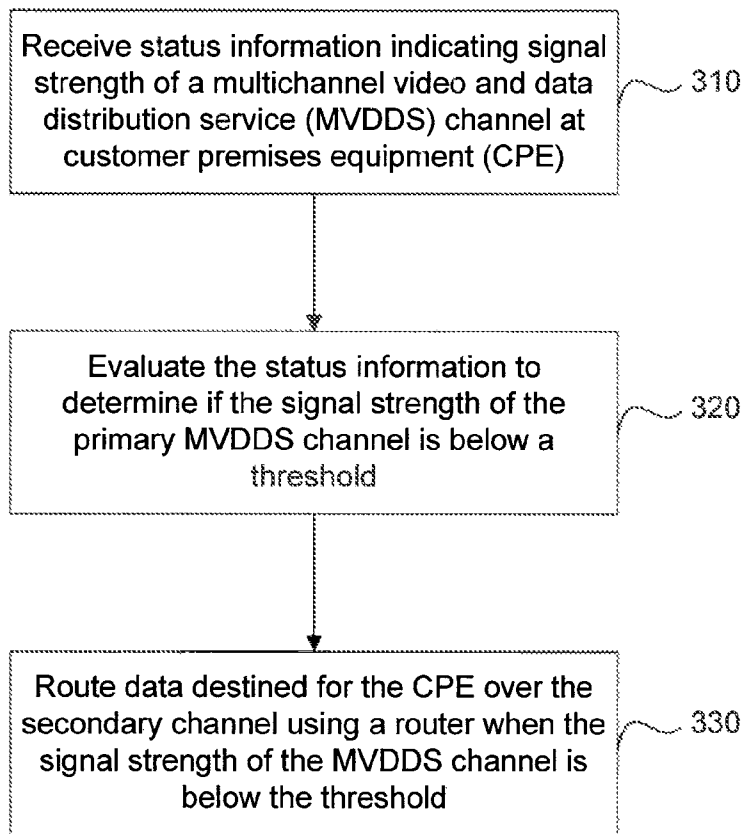 Receive status information indicating signal
strength of a multichannel video and data
distribution service (MVDDS) channel at
customer premises equipment (CPE)
310
Evaluate the status information to
determine if the signal strength of the
primary MVDDS channel is below a
threshold
320
Route data destined for the CPE over the
secondary channel using a router when the
signal strength of the MVDDS channel is
below the threshold
330